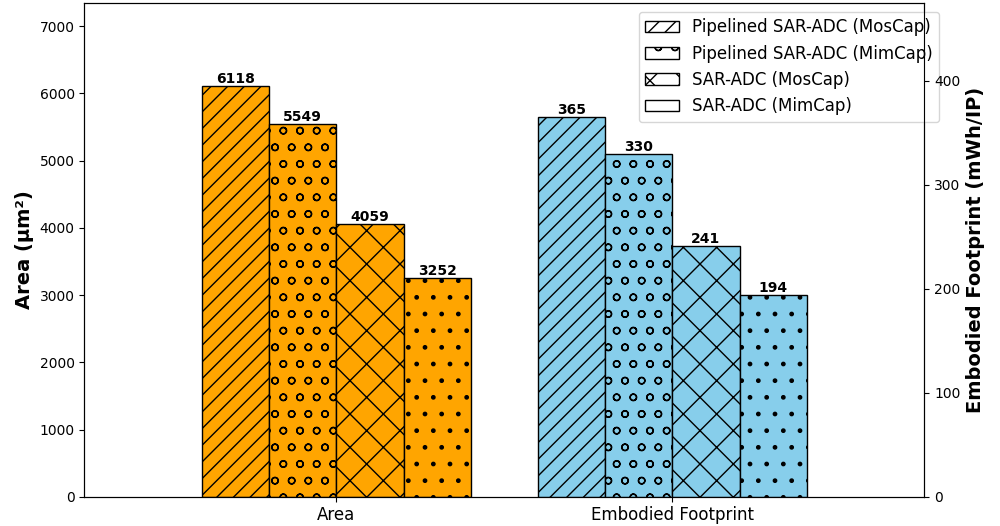 7000
6000
5000
4000
3000
2000
1000
0
Area (μm²)
6118
5549
4059
3252
365
330
241
194
Pipelined SAR-ADC (MosCap)
Pipelined SAR-ADC (MimCap)
SAR-ADC (MosCap)
SAR-ADC (MimCap)
400
300
200
100
0
Embodied Footprint (mWh/IP)
Area
Embodied Footprint